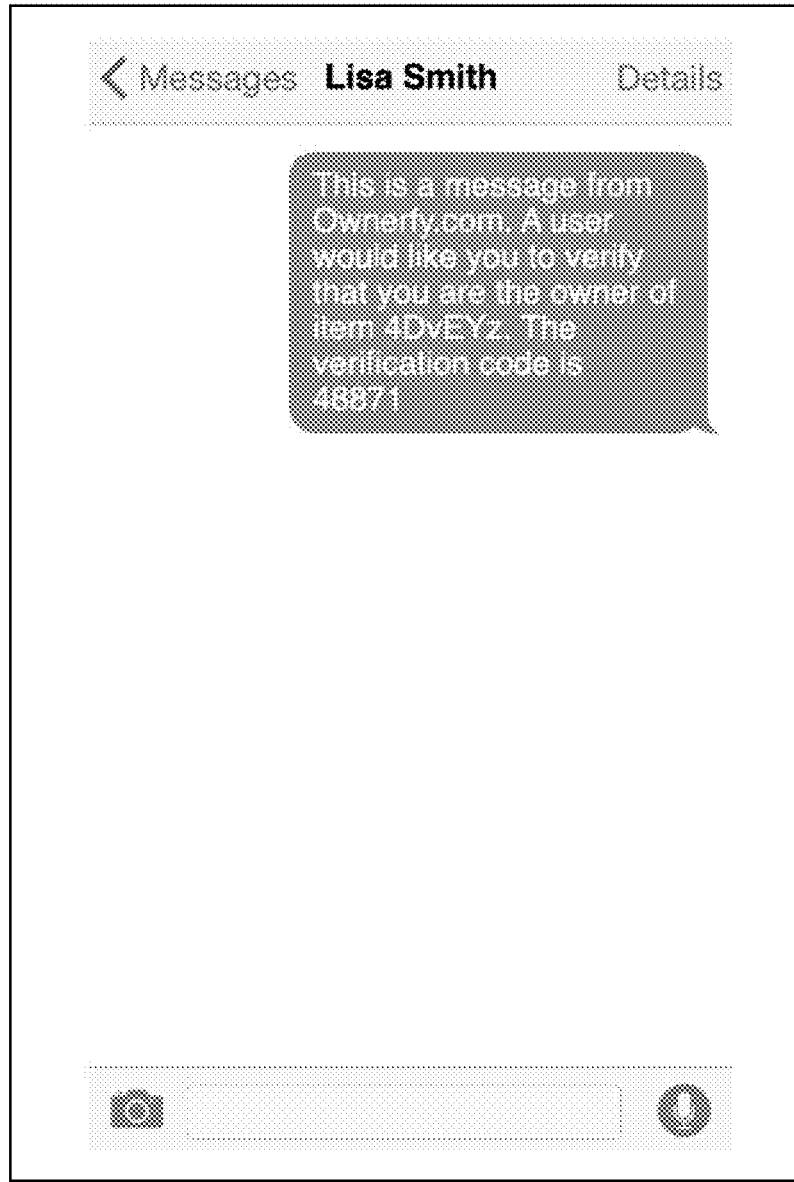 Messages Lisa Smith Details
This is a message from
Ownerfy.com. A user
would like you to verify
that you are the owner of
item 4DvEYz. The
verification code is
48871